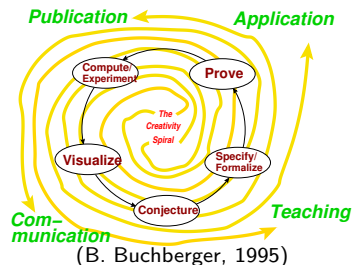 Publication
Application
Compute/
Experiment
Prove
The
Creativity
Spiral
Visualize
Specify/
Formalize
Conjecture
Com−
munication
Teaching
(B. Buchberger, 1995)